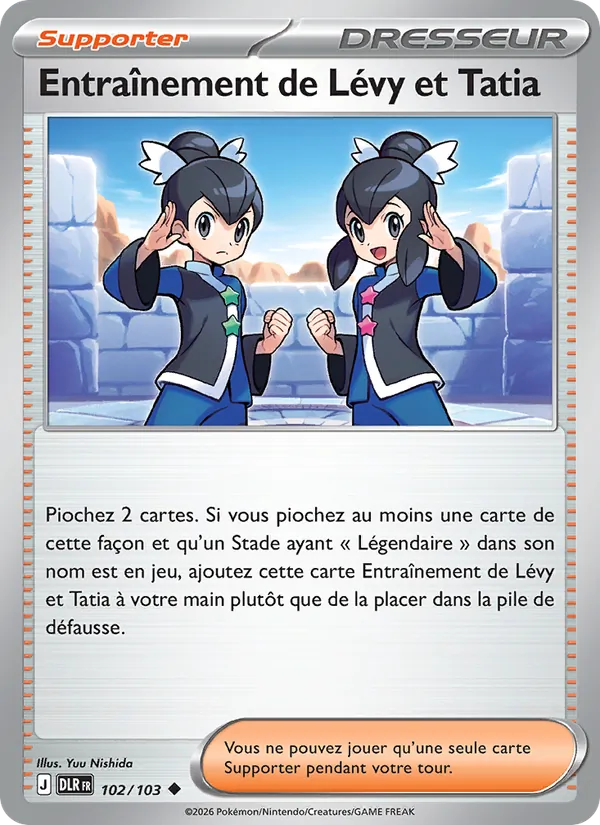 Supporter
DRESSEUR
Entraînement de Lévy et Tatia
Piochez 2 cartes. Si vous piochez au moins une carte de
cette façon et qu'un Stade ayant « Légendaire » dans son
nom est en jeu, ajoutez cette carte Entraînement de Lévy
et Tatia à votre main plutôt que de la placer dans la pile de
défausse.
Illus. Yuu Nishida
Vous ne pouvez jouer qu'une seule carte
Supporter pendant votre tour.
J DLR FR 102/103
©2026 Pokémon/Nintendo/Creatures/GAME FREAK